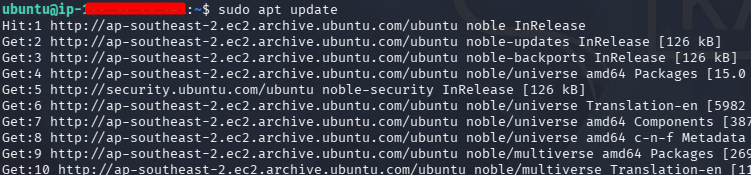 ubuntu@ip-1:~$ sudo apt update
Hit:1 http://ap-southeast-2.ec2.archive.ubuntu.com/ubuntu noble InRelease
Get:2 http://ap-southeast-2.ec2.archive.ubuntu.com/ubuntu noble-updates InRelease [126 kB]
Get:3 http://ap-southeast-2.ec2.archive.ubuntu.com/ubuntu noble-backports InRelease [126 kB]
Get:4 http://ap-southeast-2.ec2.archive.ubuntu.com/ubuntu noble/universe amd64 Packages [15.0
Get:5 http://security.ubuntu.com/ubuntu noble-security InRelease [126 kB]
Get:6 http://ap-southeast-2.ec2.archive.ubuntu.com/ubuntu noble/universe Translation-en [5982
Get:7 http://ap-southeast-2.ec2.archive.ubuntu.com/ubuntu noble/universe amd64 Components [387
Get:8 http://ap-southeast-2.ec2.archive.ubuntu.com/ubuntu noble/universe amd64 c-n-f Metadata
Get:9 http://ap-southeast-2.ec2.archive.ubuntu.com/ubuntu noble/multiverse amd64 Packages [269
Get:10 http://ap-southeast-2.ec2.archive.ubuntu.com/ubuntu noble/multiverse Translation-en [11